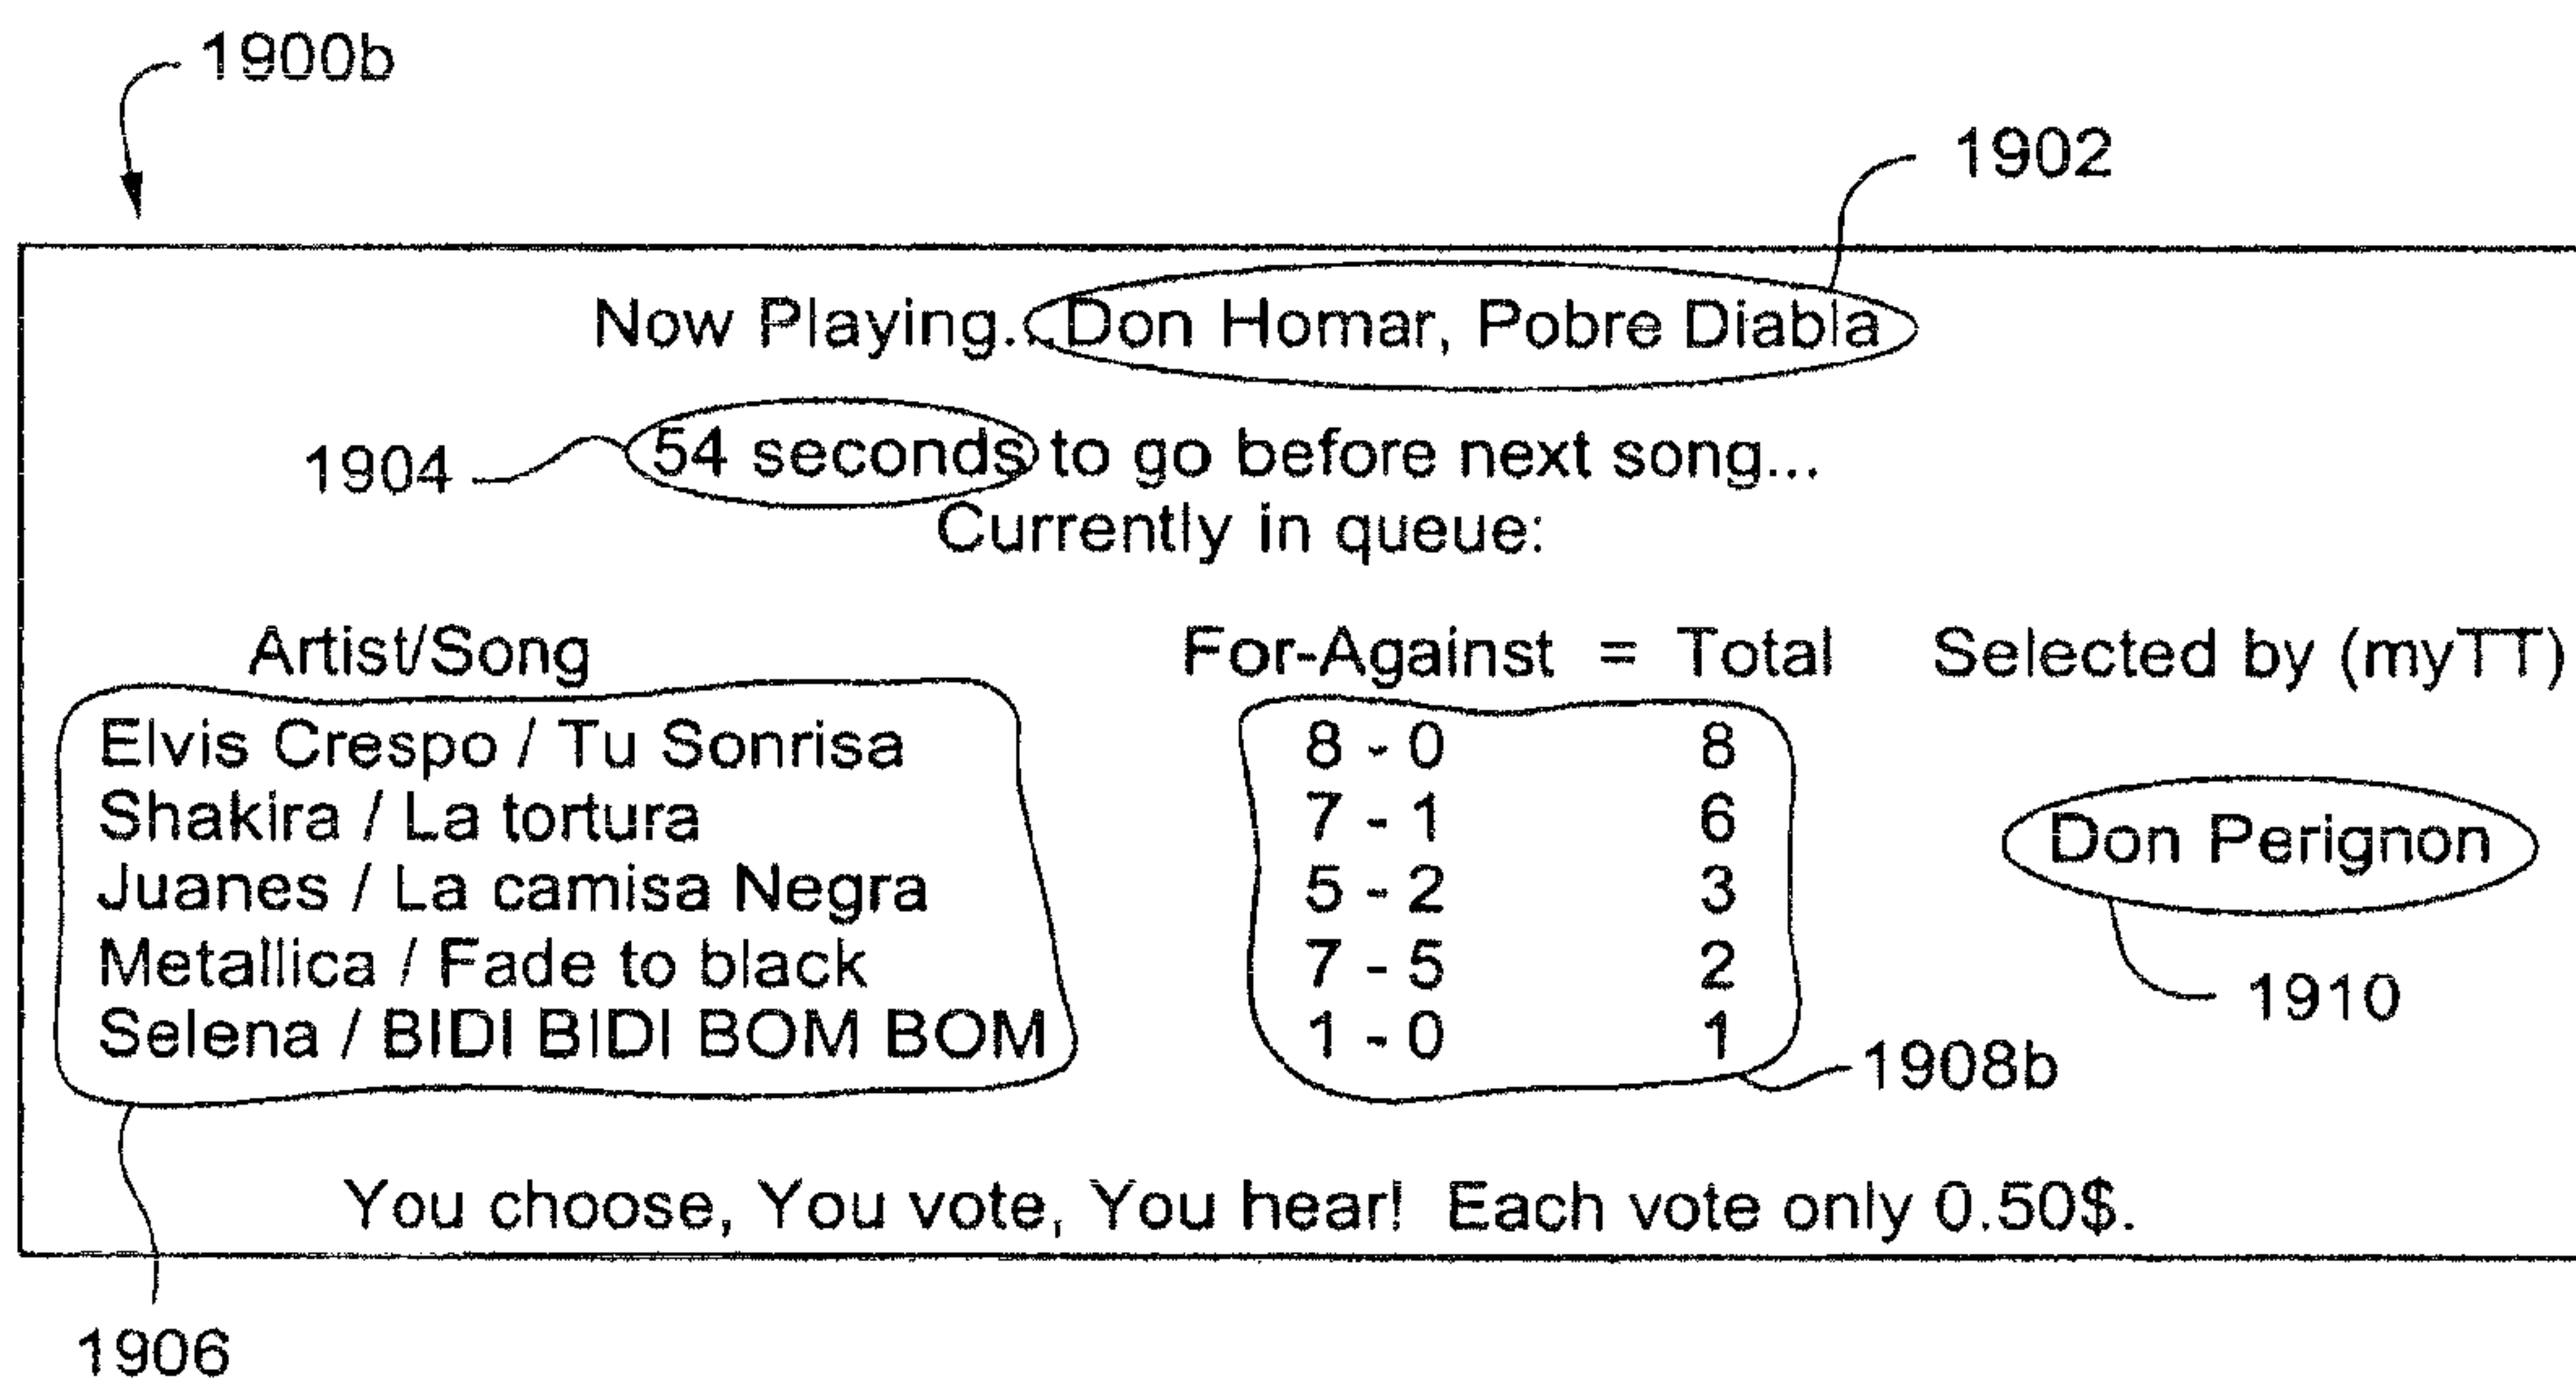 1900b
1902
Now Playing...Don Homar, Pobre Diabla
1904 54 seconds to go before next song...
Currently in queue:
Artist/Song For-Against = Total Selected by (myTT)
Elvis Crespo / Tu Sonrisa 8 - 0 8
Shakira / La tortura 7 - 1 6
Don Perignon
Juanes / La camisa Negra 5 - 2 3
Metallica / Fade to black 7 - 5 2
1910
Selena / BIDI BIDI BOM BOM 1 - 0 1
1908b
You choose, You vote, You hear! Each vote only 0.50$.
1906